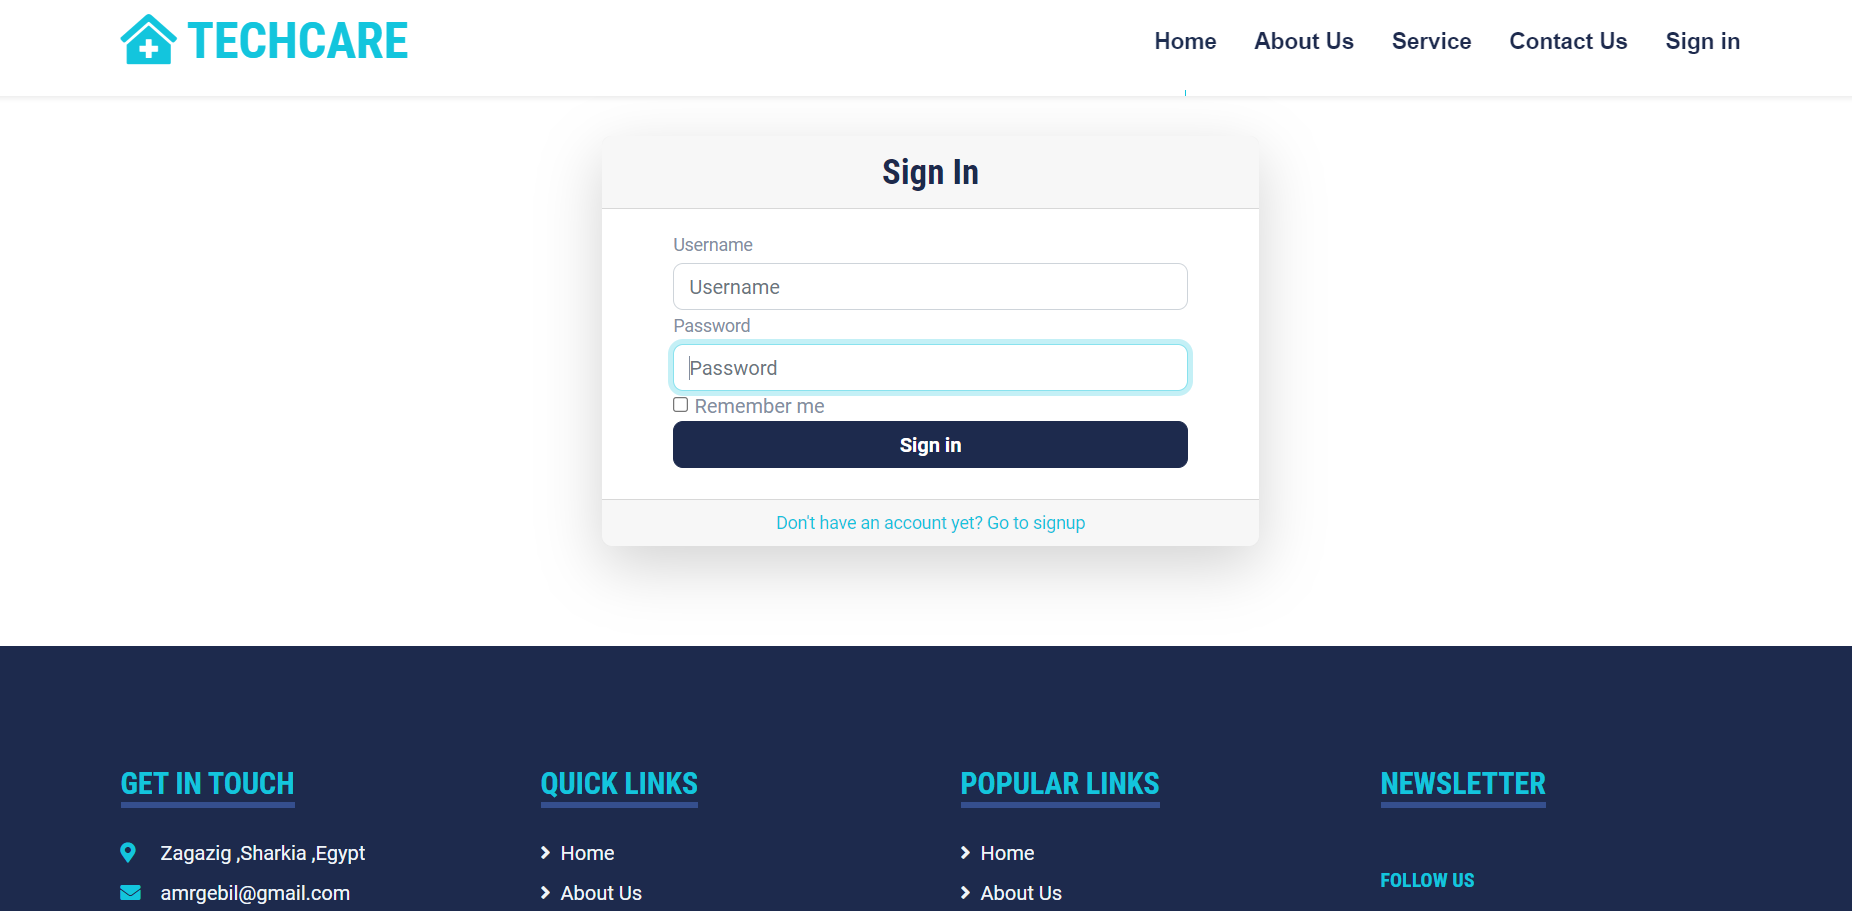 TECHCARE
Home About Us Service Contact Us Sign in
Sign In
Username
Username
Password
Password
Remember me
Sign in
Don't have an account yet? Go to signup
GET IN TOUCH
Zagazig ,Sharkia ,Egypt
amrgebil@gmail.com
QUICK LINKS
Home
About Us
POPULAR LINKS
Home
About Us
NEWSLETTER
FOLLOW US